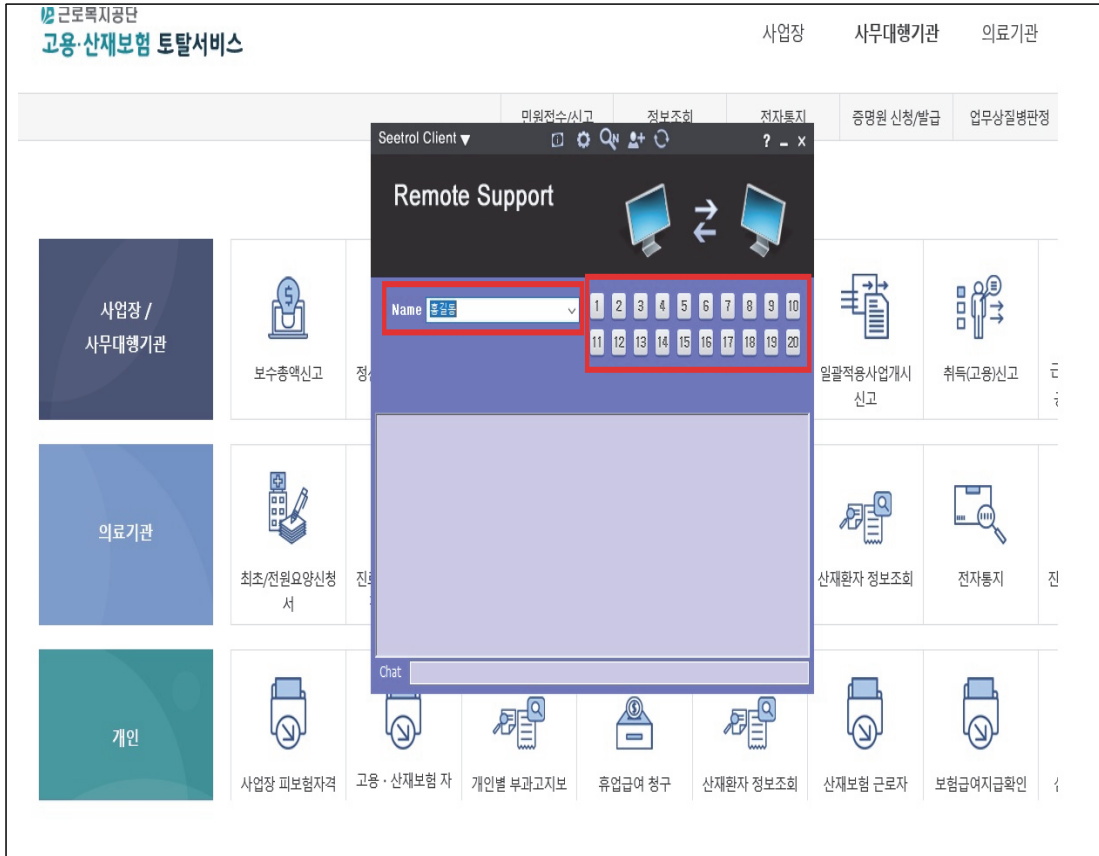 근로복지공단
고용·산재보험 토탈서비스
사업장 사무대행기관 의료기관
민원접수/신고 정보조회 전자통지 증명원 신청/발급 업무상질병판정
Seetrol Client ▼ ? – x
Remote Support
Name 홍길동
1 2 3 4 5 6 7 8 9 10
11 12 13 14 15 16 17 18 19 20
사업장 /
사무대행기관
보수총액신고
일괄적용사업개시
신고
취득(고용)신고
의료기관
최초/전원요양신청
서
산재환자 정보조회
전자통지
Chat
개인
사업장 피보험자격
고용·산재보험 자
개인별 부과고지보
휴업급여 청구
산재환자 정보조회
산재보험 근로자
보험급여지급확인